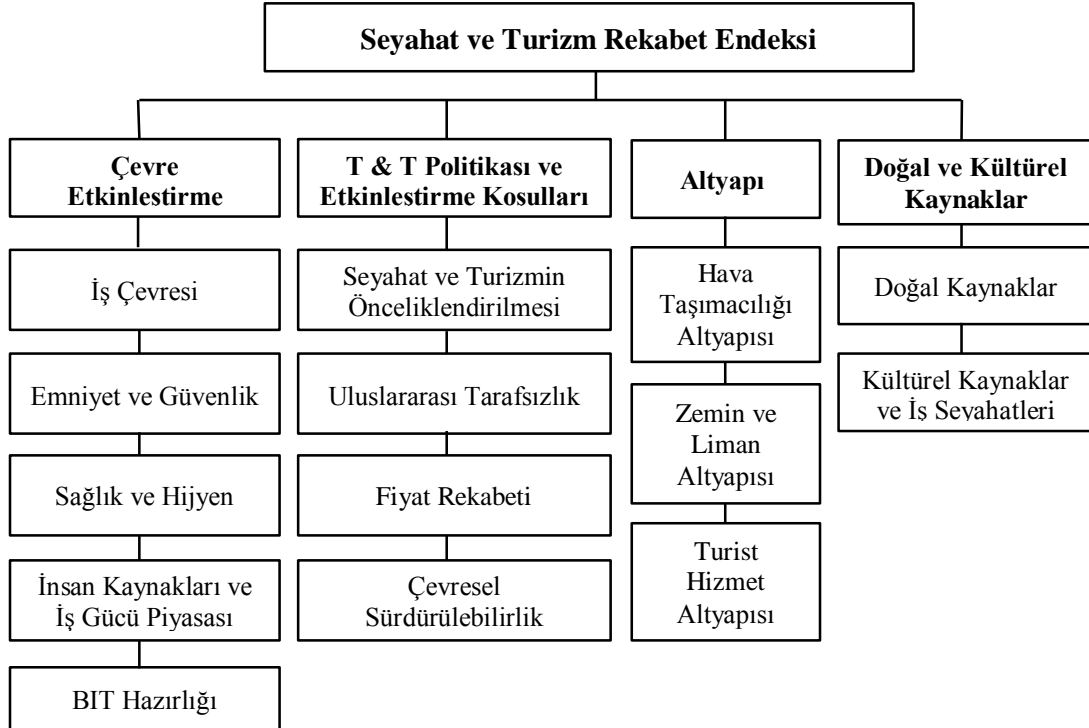 Seyahat ve Turizm Rekabet Endeksi
Çevre
Etkinlestirme
İş Çevresi
Emniyet ve Güvenlik
Sağlık ve Hijyen
İnsan Kaynakları ve
İş Gücü Piyasası
BIT Hazırlığı
T & T Politikası ve
Etkinlestirme Kosulları
Seyahat ve Turizmin
Önceliklendirilmesi
Uluslararası Tarafsızlık
Fiyat Rekabeti
Çevresel
Sürdürülebilirlik
Altyapı
Hava
Taşımacılığı
Altyapısı
Zemin ve
Liman
Altyapısı
Turist
Hizmet
Altyapısı
Doğal ve Kültürel
Kaynaklar
Doğal Kaynaklar
Kültürel Kaynaklar
ve İş Seyahatleri